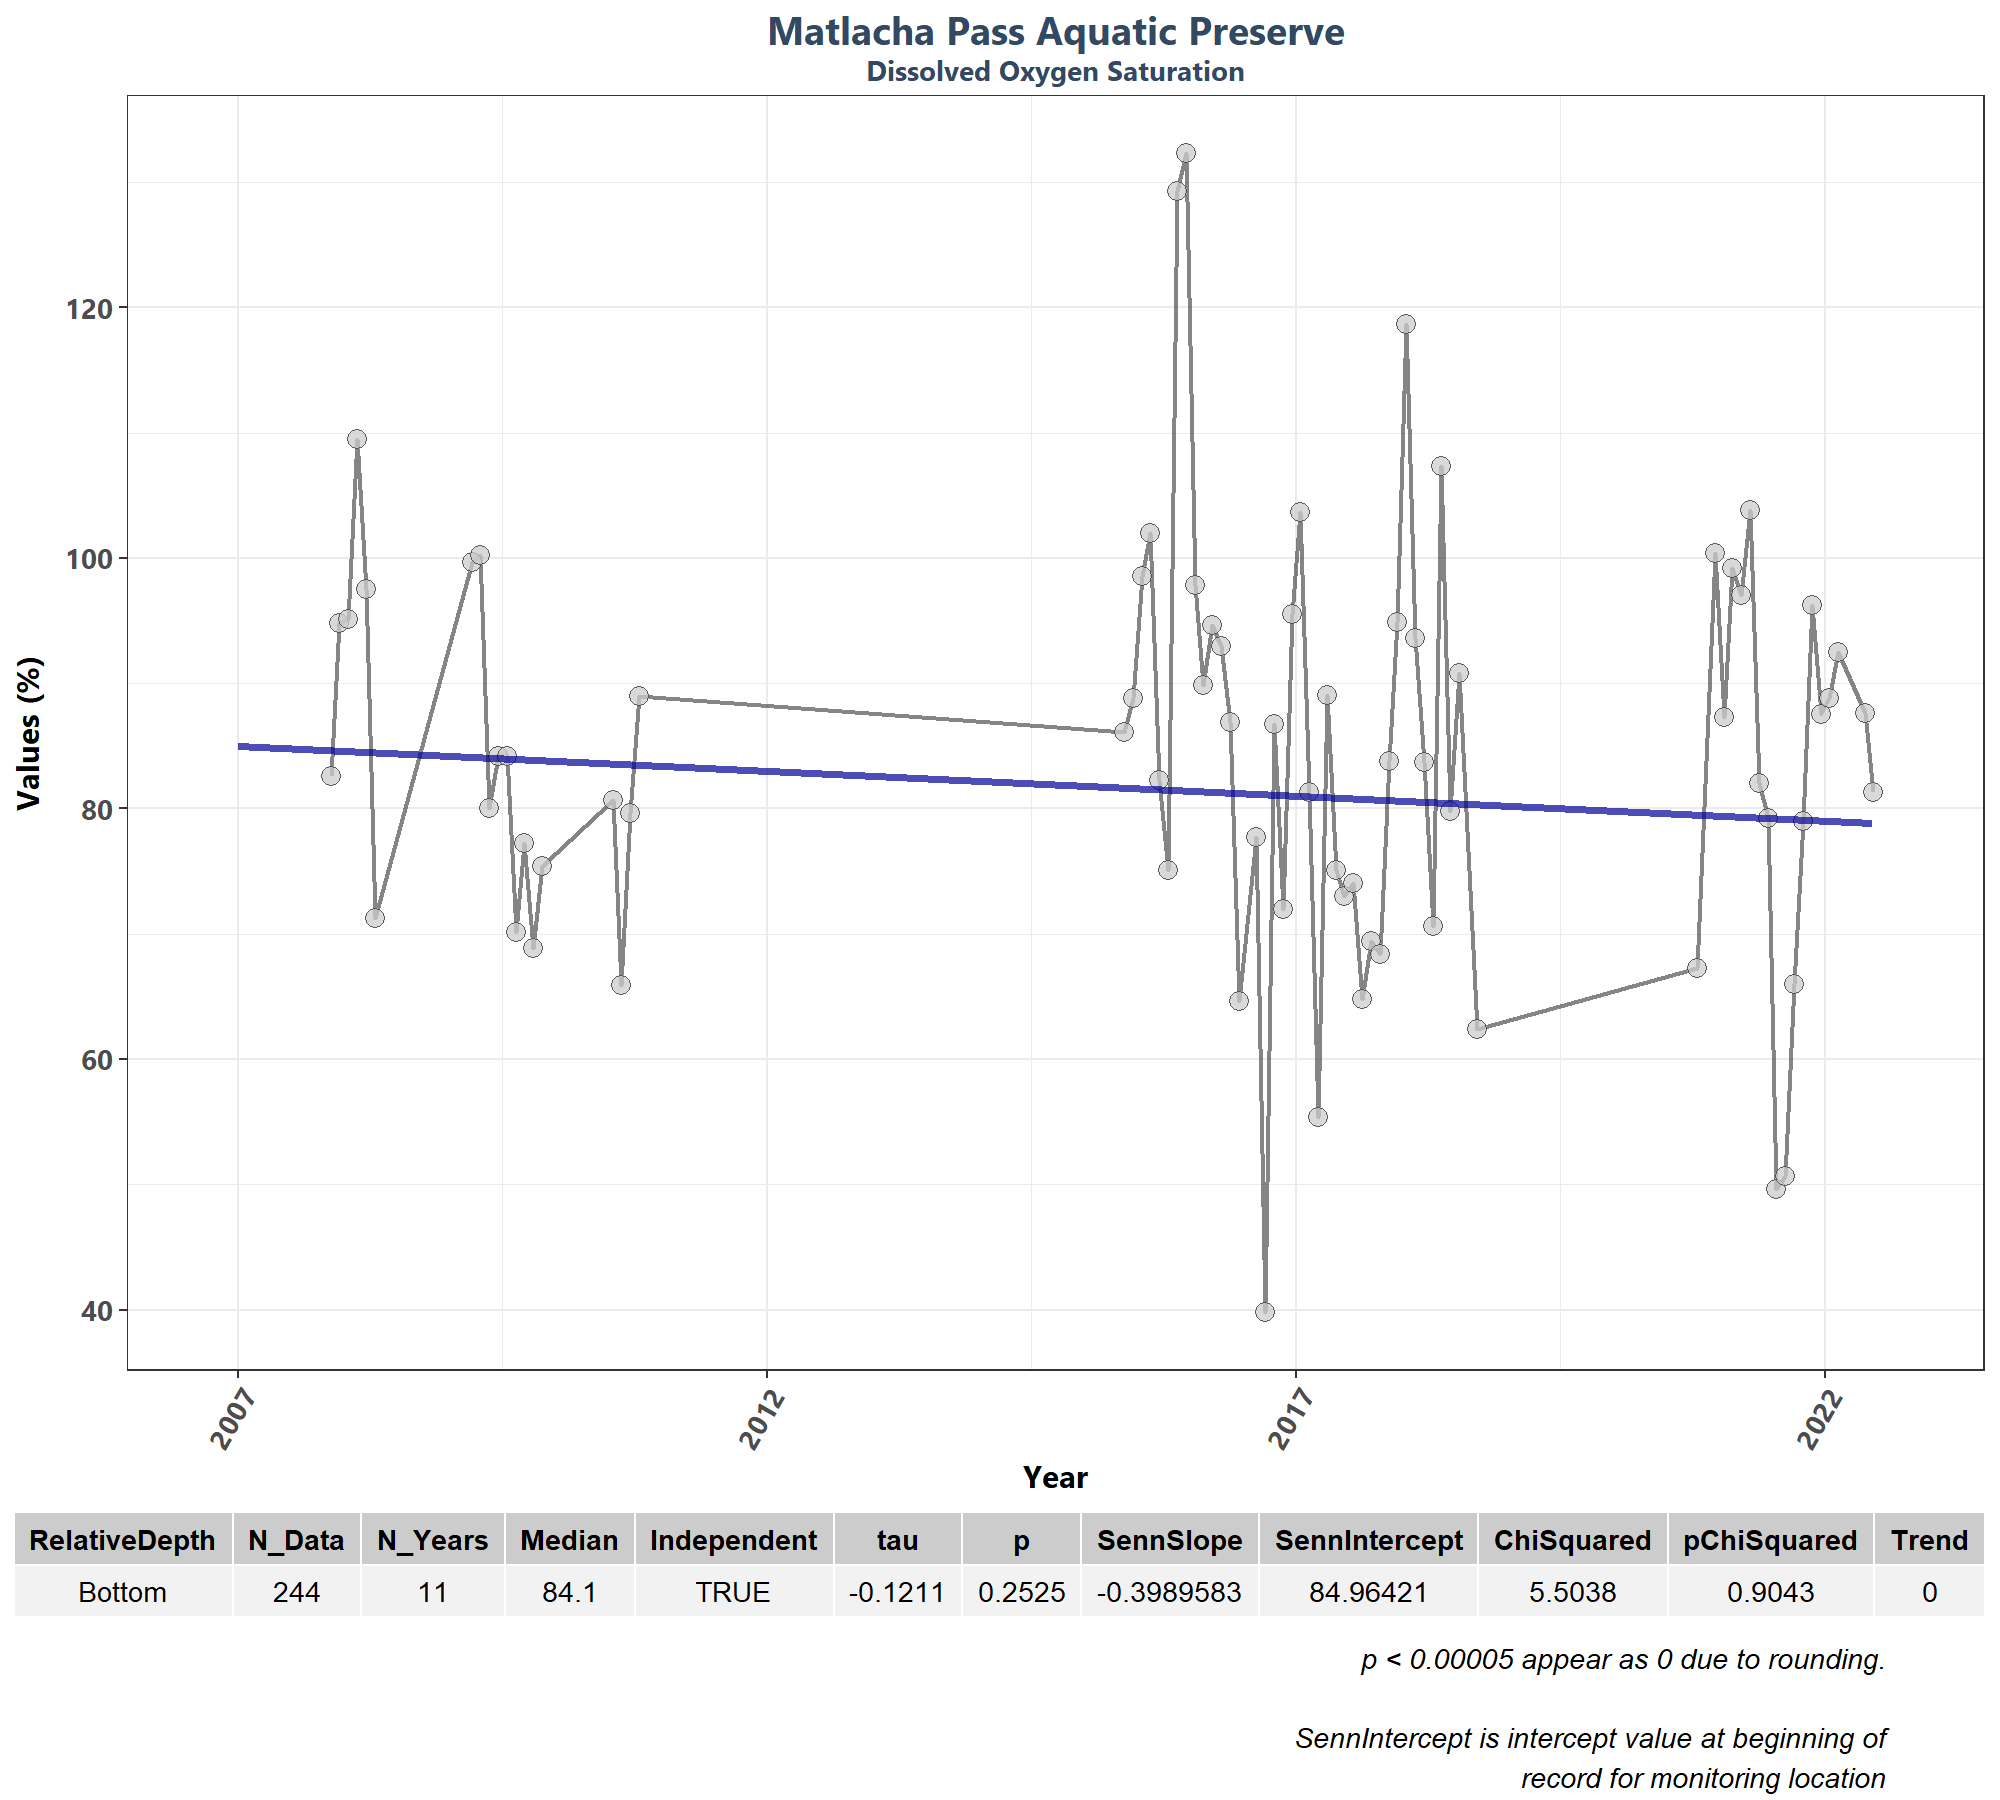 Matlacha Pass Aquatic Preserve
Dissolved Oxygen Saturation
Values (%)
120
100
80
60
40
2007 2012 2017 2022
Year
RelativeDepth N_Data N_Years Median Independent tau p SennSlope SennIntercept ChiSquared pChiSquared Trend
Bottom 244 11 84.1 TRUE -0.1211 0.2525 -0.3989583 84.96421 5.5038 0.9043 0
p < 0.00005 appear as 0 due to rounding.
SennIntercept is intercept value at beginning of
record for monitoring location